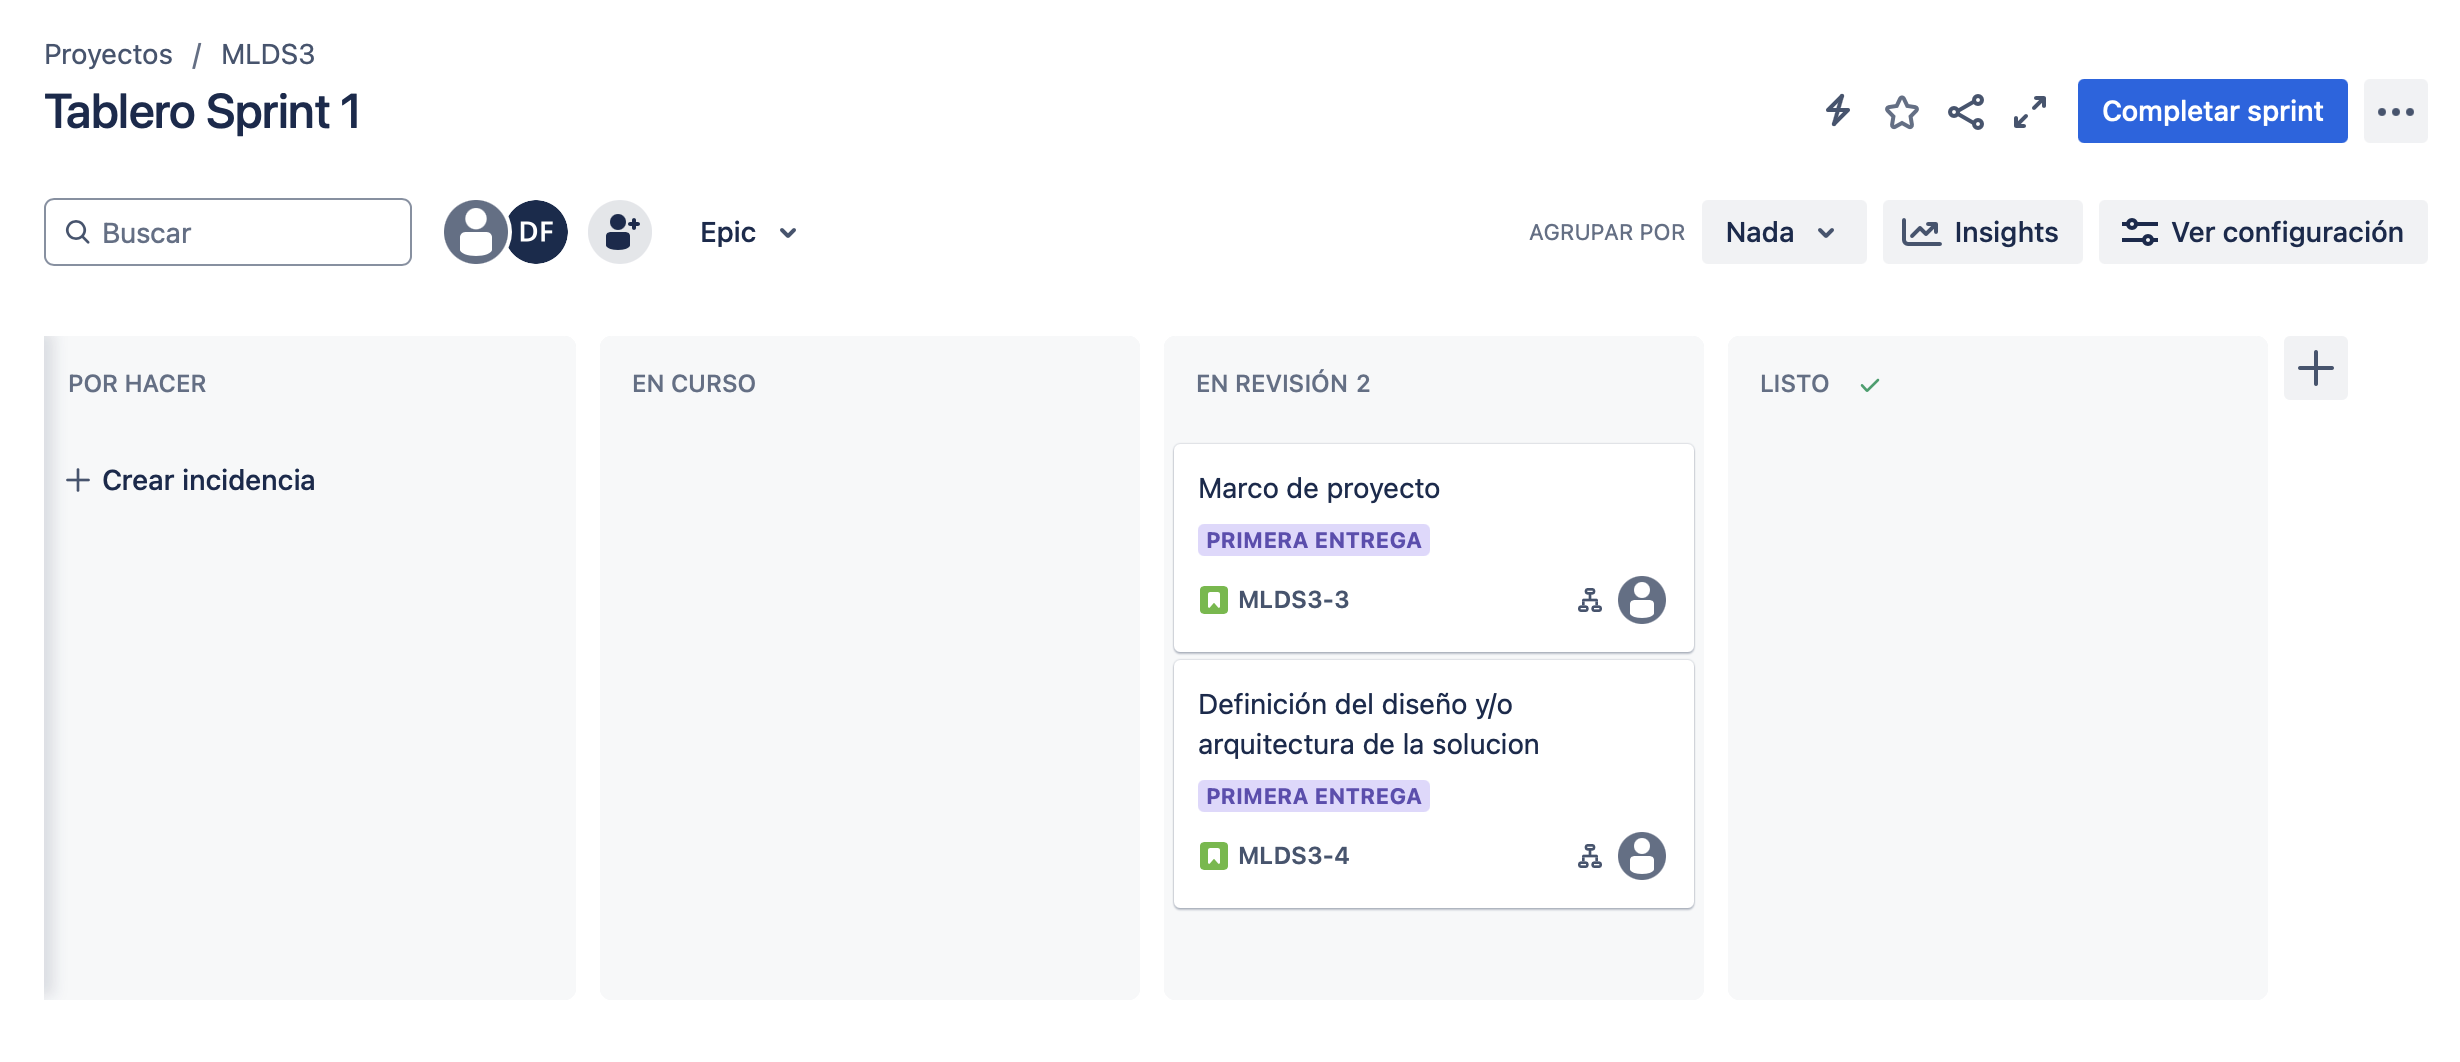 Proyectos / MLDS3
Tablero Sprint 1
Completar sprint
Buscar
DF
Epic
AGRUPAR POR
Nada
Insights
Ver configuración
POR HACER
+ Crear incidencia
EN CURSO
EN REVISIÓN 2
Marco de proyecto
PRIMERA ENTREGA
MLDS3-3
Definición del diseño y/o
arquitectura de la solucion
PRIMERA ENTREGA
MLDS3-4
LISTO